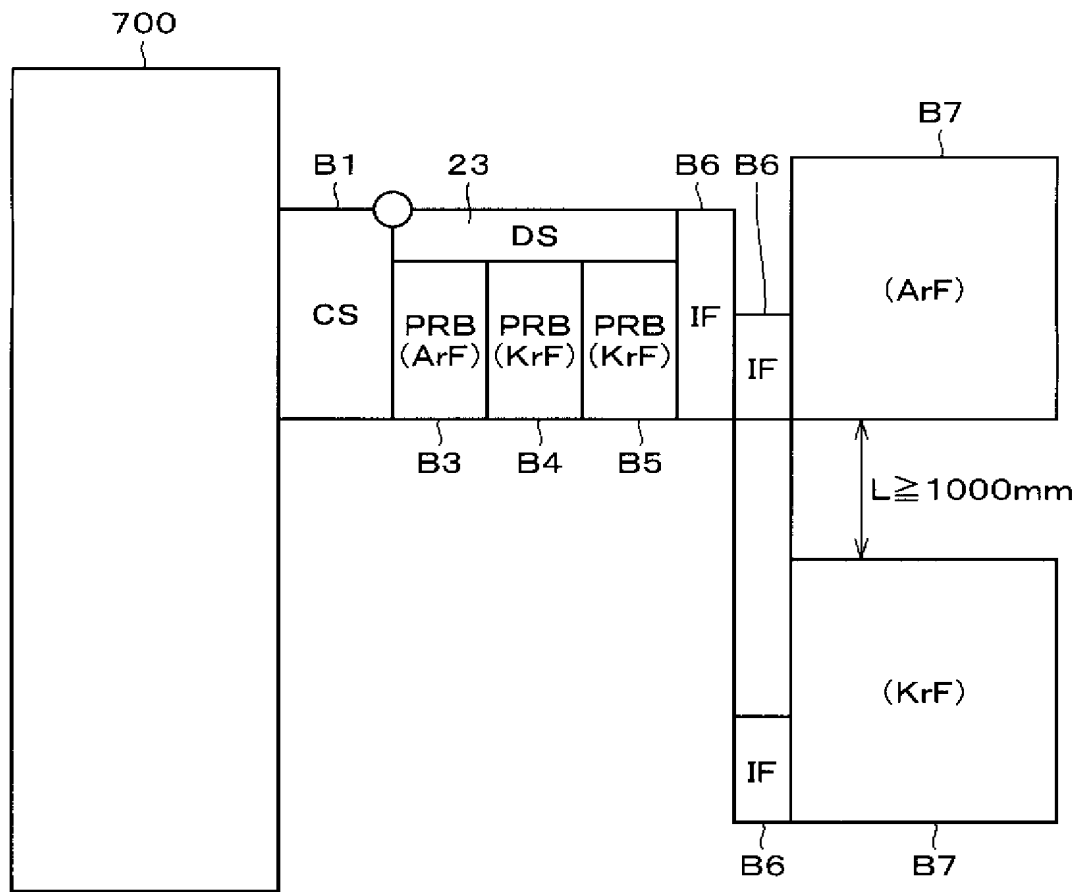 700
B7
B1
23
B6
B6
DS
(ArF)
CS
PRB
(ArF)
PRB
(KrF)
PRB
(KrF)
IF
IF
B3
B4
B5
L≧1000mm
(KrF)
IF
B6
B7